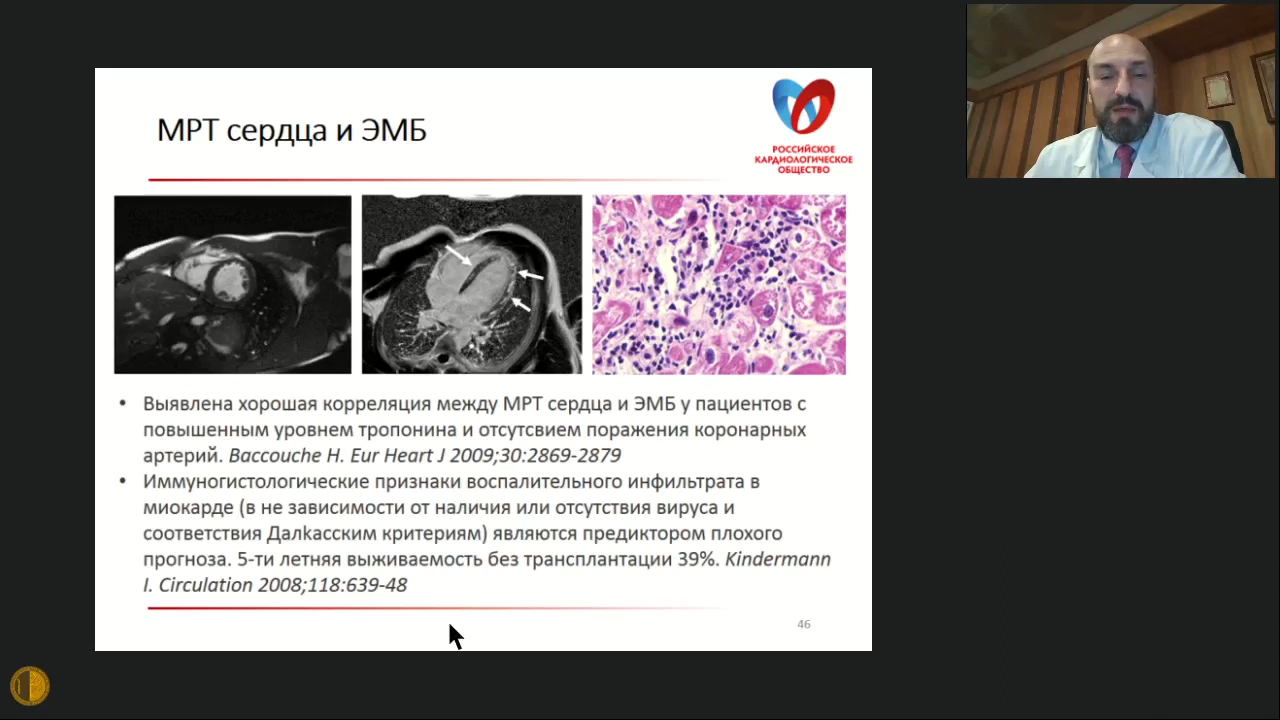 МРТ сердца и ЭМБ
РОССИЙСКОЕ
КАРДИОЛОГИЧЕСКОЕ
ОБЩЕСТВО
• Выявлена хорошая корреляция между МРТ сердца и ЭМБ у пациентов с
повышенным уровнем тропонина и отсутсвием поражения коронарных
артерий. Baccouche H. Eur Heart J 2009;30:2869-2879
• Иммуногистологические признаки воспалительного инфильтрата в
миокарде (в не зависимости от наличия или отсутствия вируса и
соответствия Далkасским критериям) являются предиктором плохого
прогноза. 5-ти летняя выживаемость без трансплантации 39%. Kindermann
I. Circulation 2008;118:639-48
46